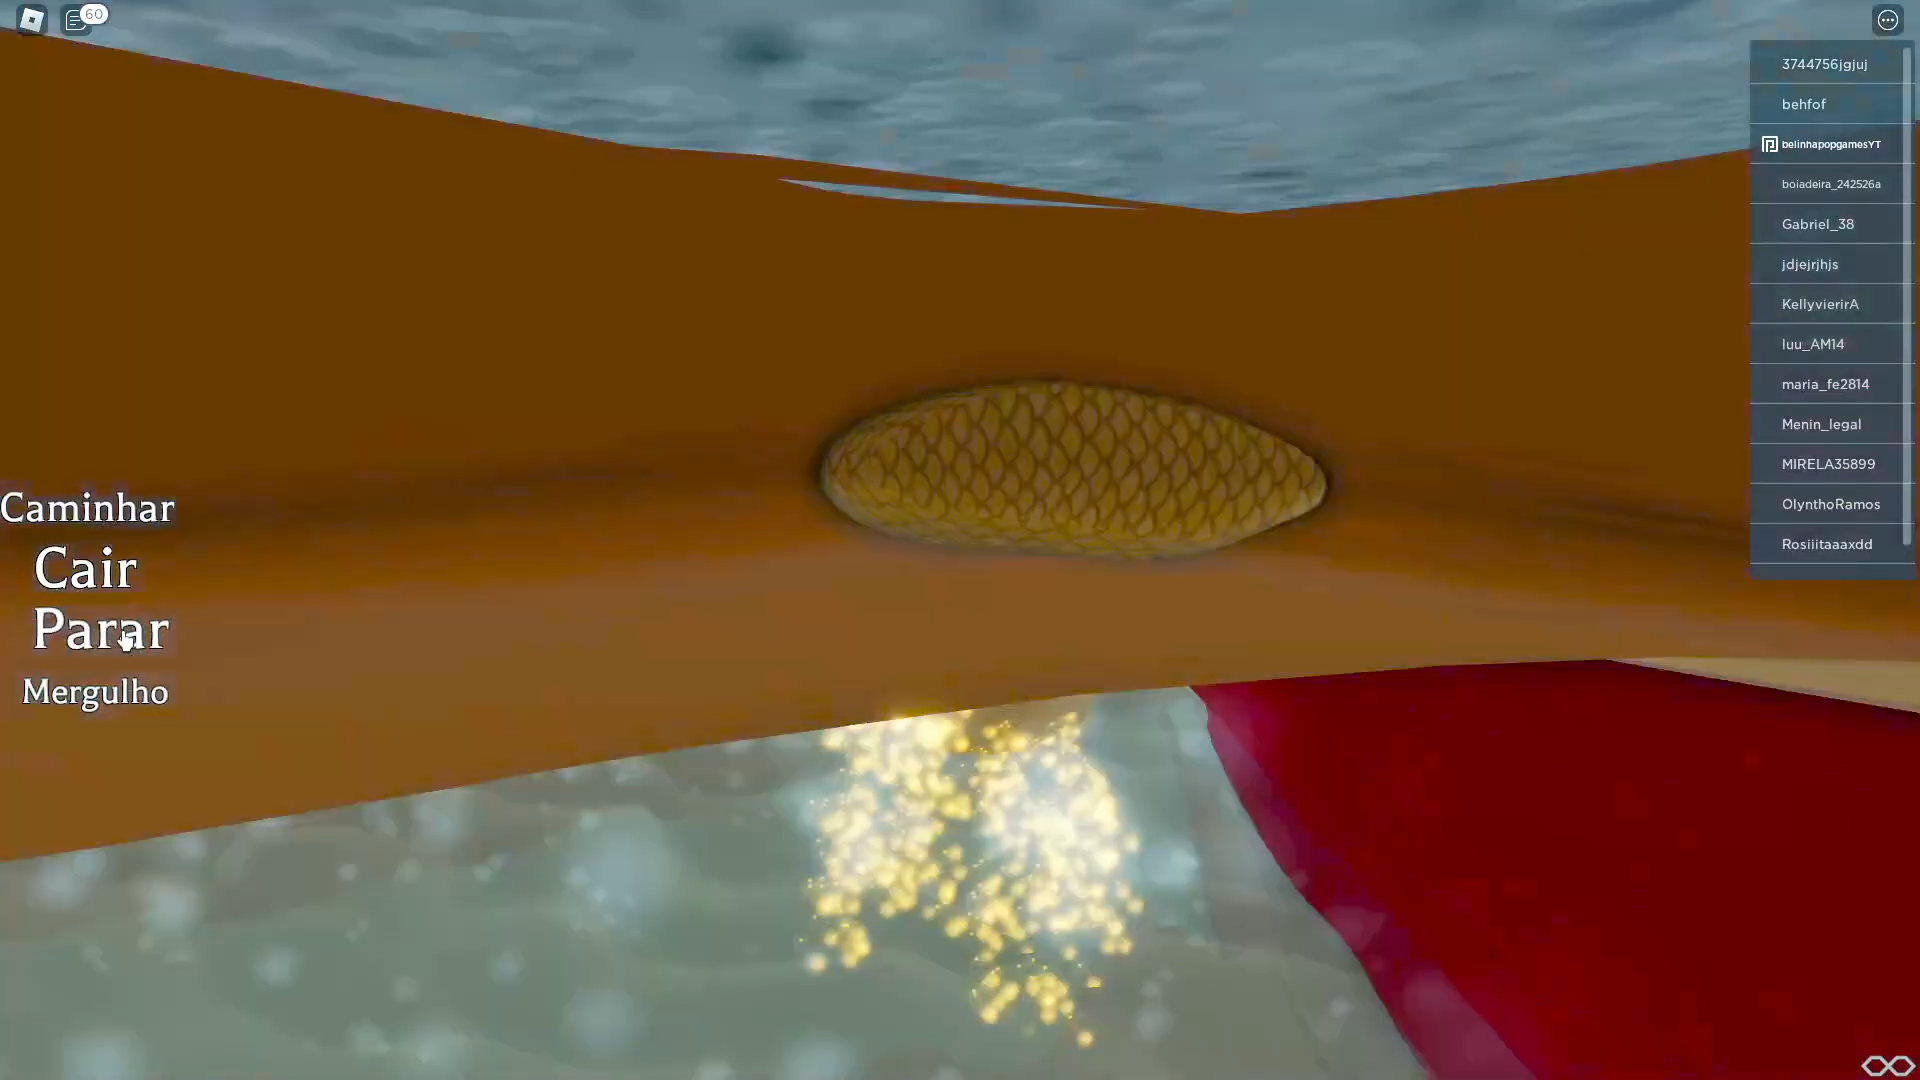 60
3744756jgjuj
behfof
belinhapopgamesYT
boiadeira_242526a
Gabriel_38
jdjejrjhjs
KellyvierirA
luu_AM14
maria_fe2814
Menin_legal
MIRELA35899
OlynthoRamos
Rosiiitaaaxdd
Caminhar
Cair
Parar
Mergulho